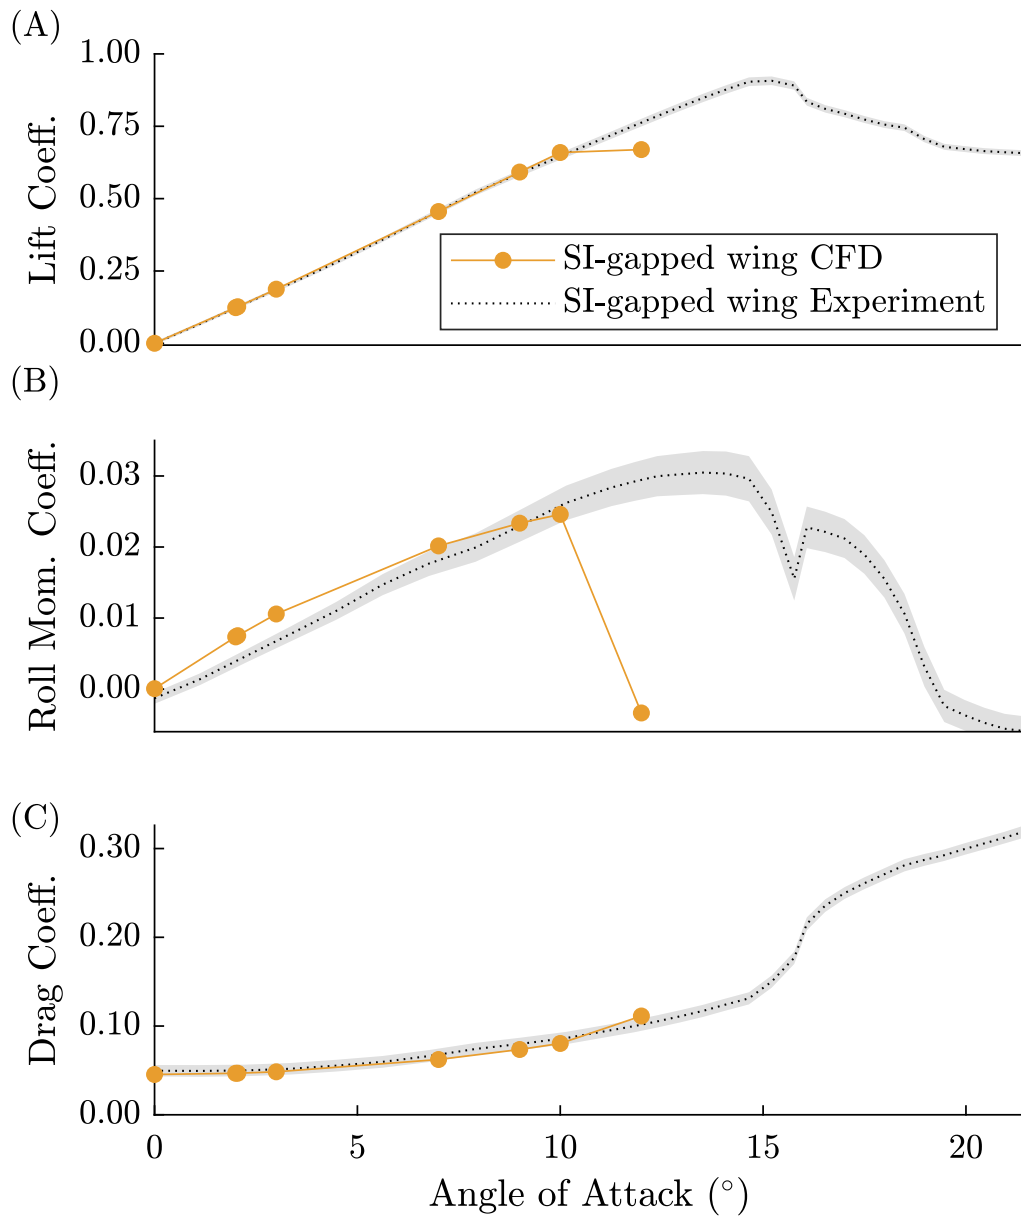 (A)
Lift Coeff.
1.00
0.75
0.50
0.25
0.00
SI-gapped wing CFD
SI-gapped wing Experiment
(B)
Roll Mom. Coeff.
0.03
0.02
0.01
0.00
(C)
Drag Coeff.
0.30
0.20
0.10
0.00
0 5 10 15 20
Angle of Attack (°)